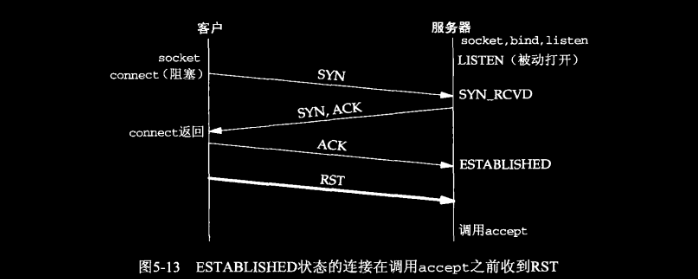 客户
服务器
socket,bind,listen
LISTEN（被动打开）
socket
connect（阻塞）
SYN
SYN_RCVD
SYN, ACK
connect返回
ACK
ESTABLISHED
RST
调用accept
图5-13 ESTABLISHED状态的连接在调用accept之前收到RST